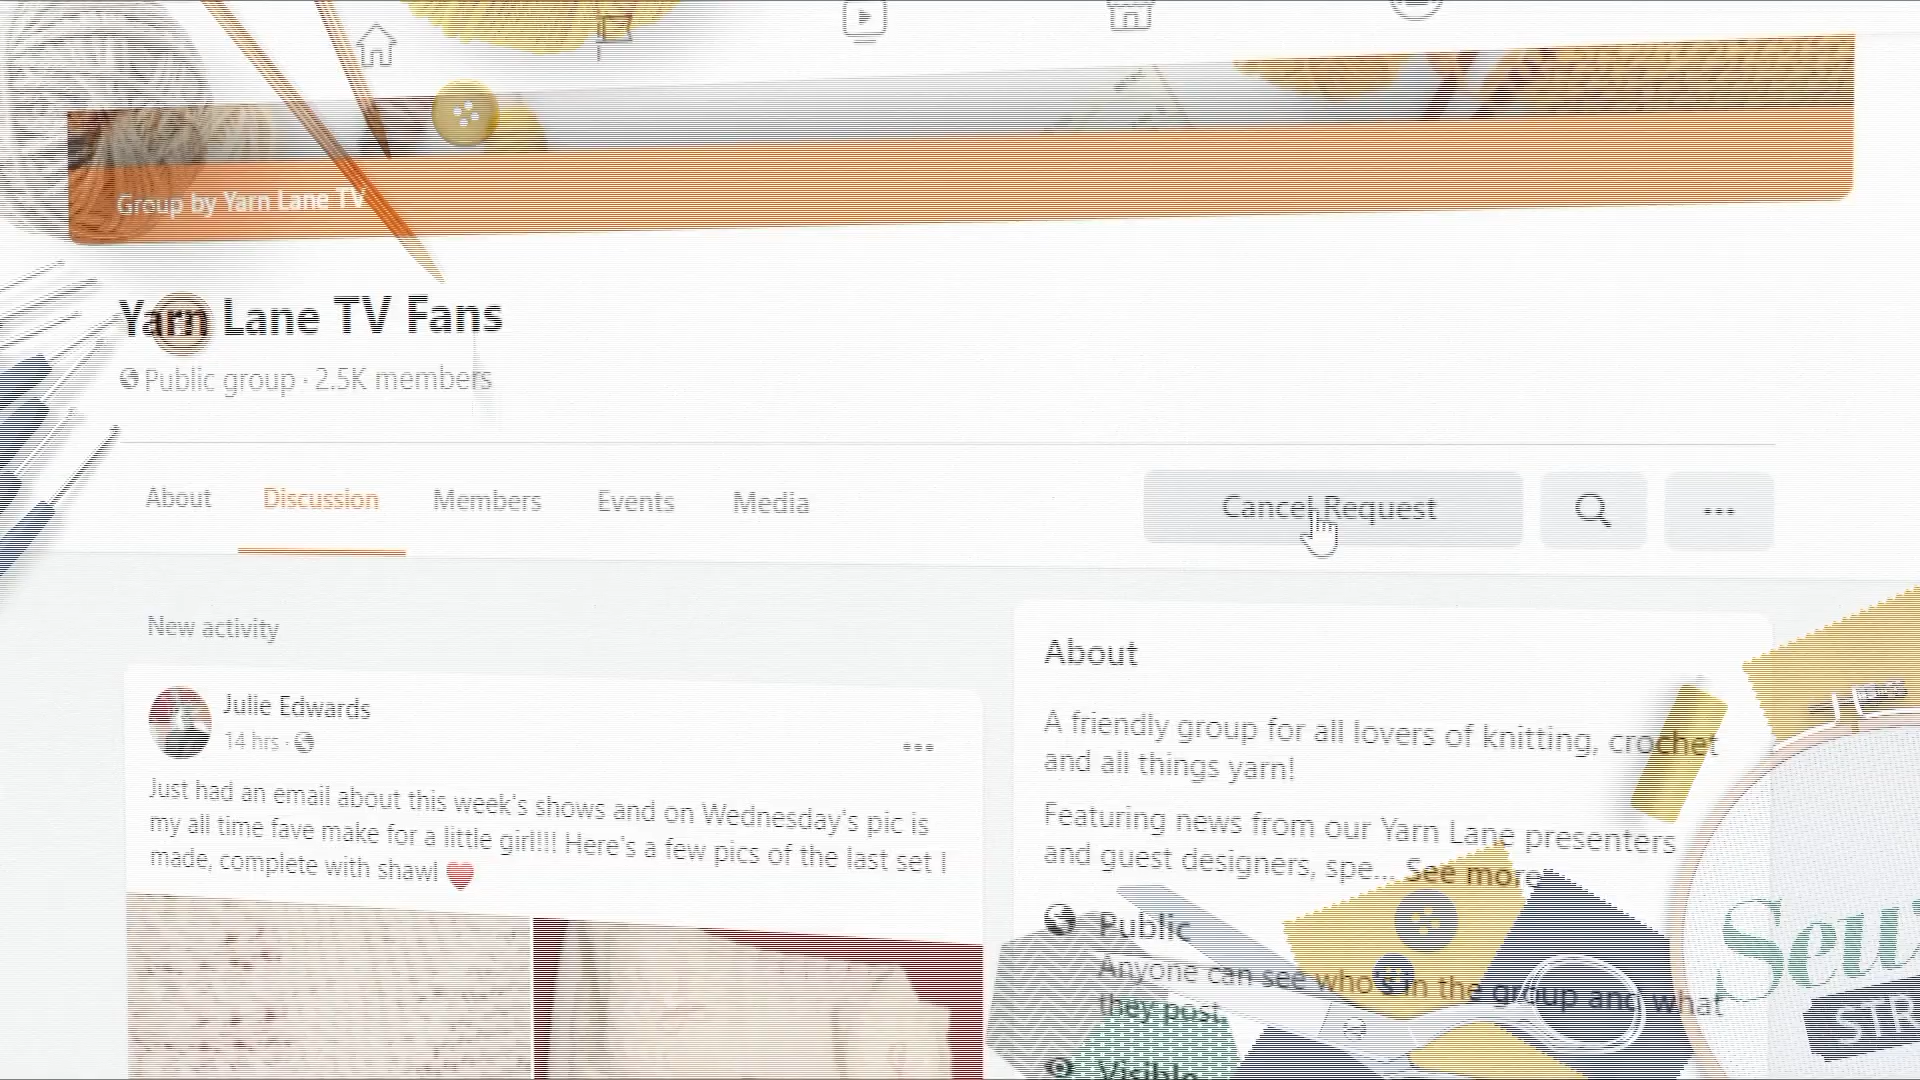 Group by Yarn Lane TV
Yarn Lane TV Fans
Public group · 2.5K members
About Discussion Members Events Media Cancel Request
New activity
Julie Edwards
14 hrs ·
Just had an email about this week's shows and on Wednesday's pic is
my all time fave make for a little girl!!! Here's a few pics of the last set I
made, complete with shawl ❤
About
A friendly group for all lovers of knitting, crochet
and all things yarn!
Featuring news from our Yarn Lane presenters
and guest designers, spe... See more
Public
Anyone can see who's in the group and what
they post.
Visible
Sew
STR